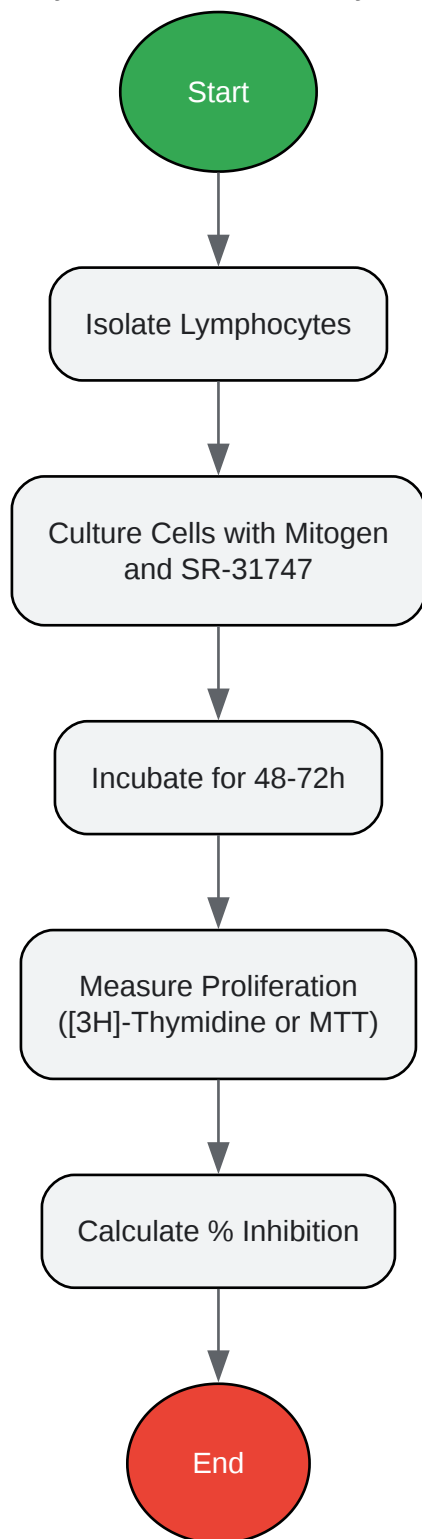 Start
Isolate Lymphocytes
Culture Cells with Mitogen
and SR-31747
Incubate for 48-72h
Measure Proliferation
([3H]-Thymidine or MTT)
Calculate % Inhibition
End